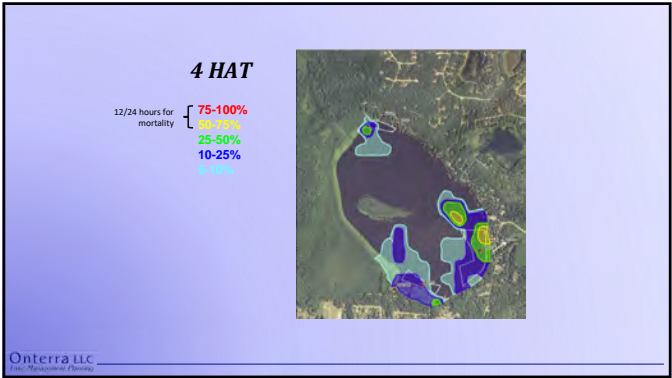 4 HAT
12/24 hours for
mortality
75-100%
50-75%
25-50%
10-25%
5-10%
Onterra LLC
Lake Management Planning